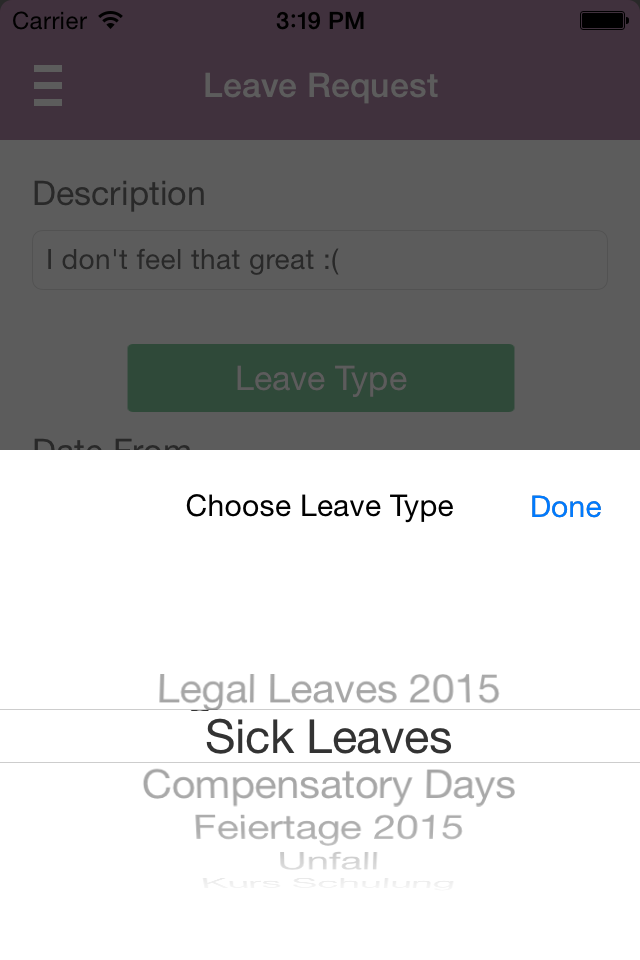 Carrier 3:19 PM
Leave Request
Description
I don't feel that great :(
Leave Type
Date From
Choose Leave Type Done
Legal Leaves 2015
Sick Leaves
Compensatory Days
Feiertage 2015
Unfall
Kurs Schulung